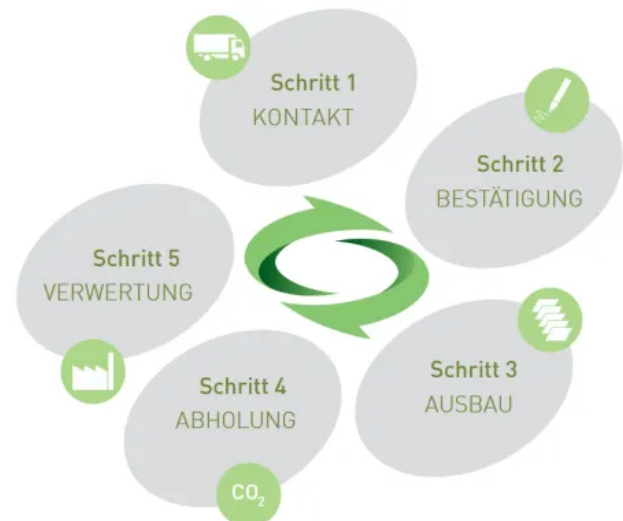 Schritt 1
KONTAKT
Schritt 2
BESTÄTIGUNG
Schritt 3
AUSBAU
Schritt 4
ABHOLUNG
CO₂
Schritt 5
VERWERTUNG